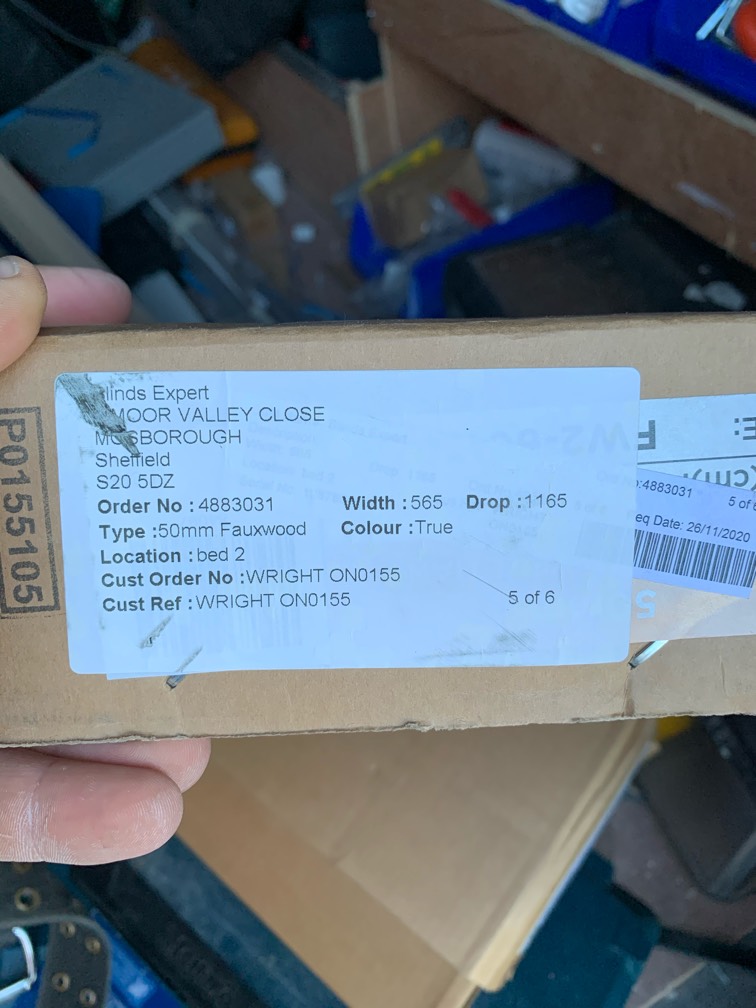 linds Expert
MOOR VALLEY CLOSE
SBOROUGH
Sheffield
S20 5DZ
Order No : 4883031 Width : 565 Drop : 1165
Type :50mm Fauxwood Colour :True
Location : bed 2
Cust Order No :WRIGHT ON0155
Cust Ref : WRIGHT ON0155 5 of 6
P0155105
:4883031 5 of
eq Date: 26/11/2020